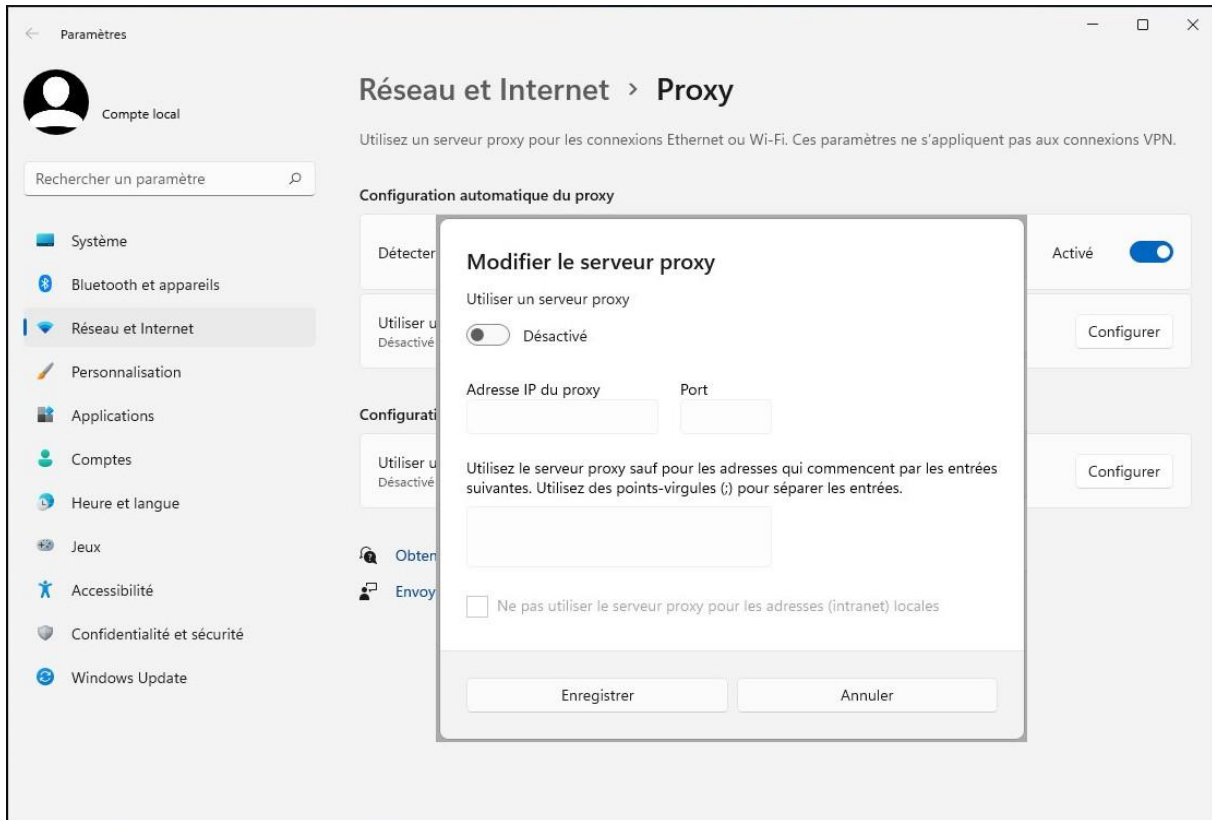 Paramètres
Compte local
Rechercher un paramètre
Système
Bluetooth et appareils
Réseau et Internet
Personnalisation
Applications
Comptes
Heure et langue
Jeux
Accessibilité
Confidentialité et sécurité
Windows Update
Réseau et Internet > Proxy
Utilisez un serveur proxy pour les connexions Ethernet ou Wi-Fi. Ces paramètres ne s'appliquent pas aux connexions VPN.
Configuration automatique du proxy
Détecter
Activé
Utiliser u
Désactivé
Configurer
Configurati
Utiliser u
Désactivé
Configurer
Obten
Envoy
Modifier le serveur proxy
Utiliser un serveur proxy
Désactivé
Adresse IP du proxy Port
Utilisez le serveur proxy sauf pour les adresses qui commencent par les entrées
suivantes. Utilisez des points-virgules (;) pour séparer les entrées.
Ne pas utiliser le serveur proxy pour les adresses (intranet) locales
Enregistrer Annuler